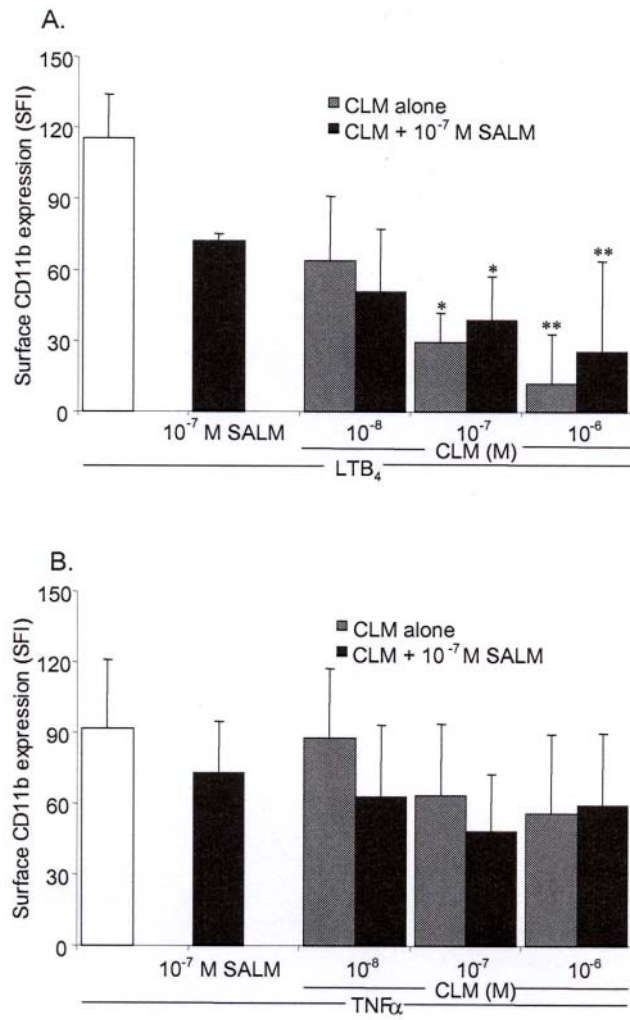 A.
Surface CD11b expression (SFI)
150
120
90
60
30
0
CLM alone
CLM + 10⁻⁷ M SALM
*
*
**
**
10⁻⁷ M SALM
10⁻⁸
10⁻⁷
10⁻⁶
CLM (M)
LTB₄
B.
Surface CD11b expression (SFI)
150
120
90
60
30
0
CLM alone
CLM + 10⁻⁷ M SALM
10⁻⁷ M SALM
10⁻⁸
10⁻⁷
10⁻⁶
CLM (M)
TNFα